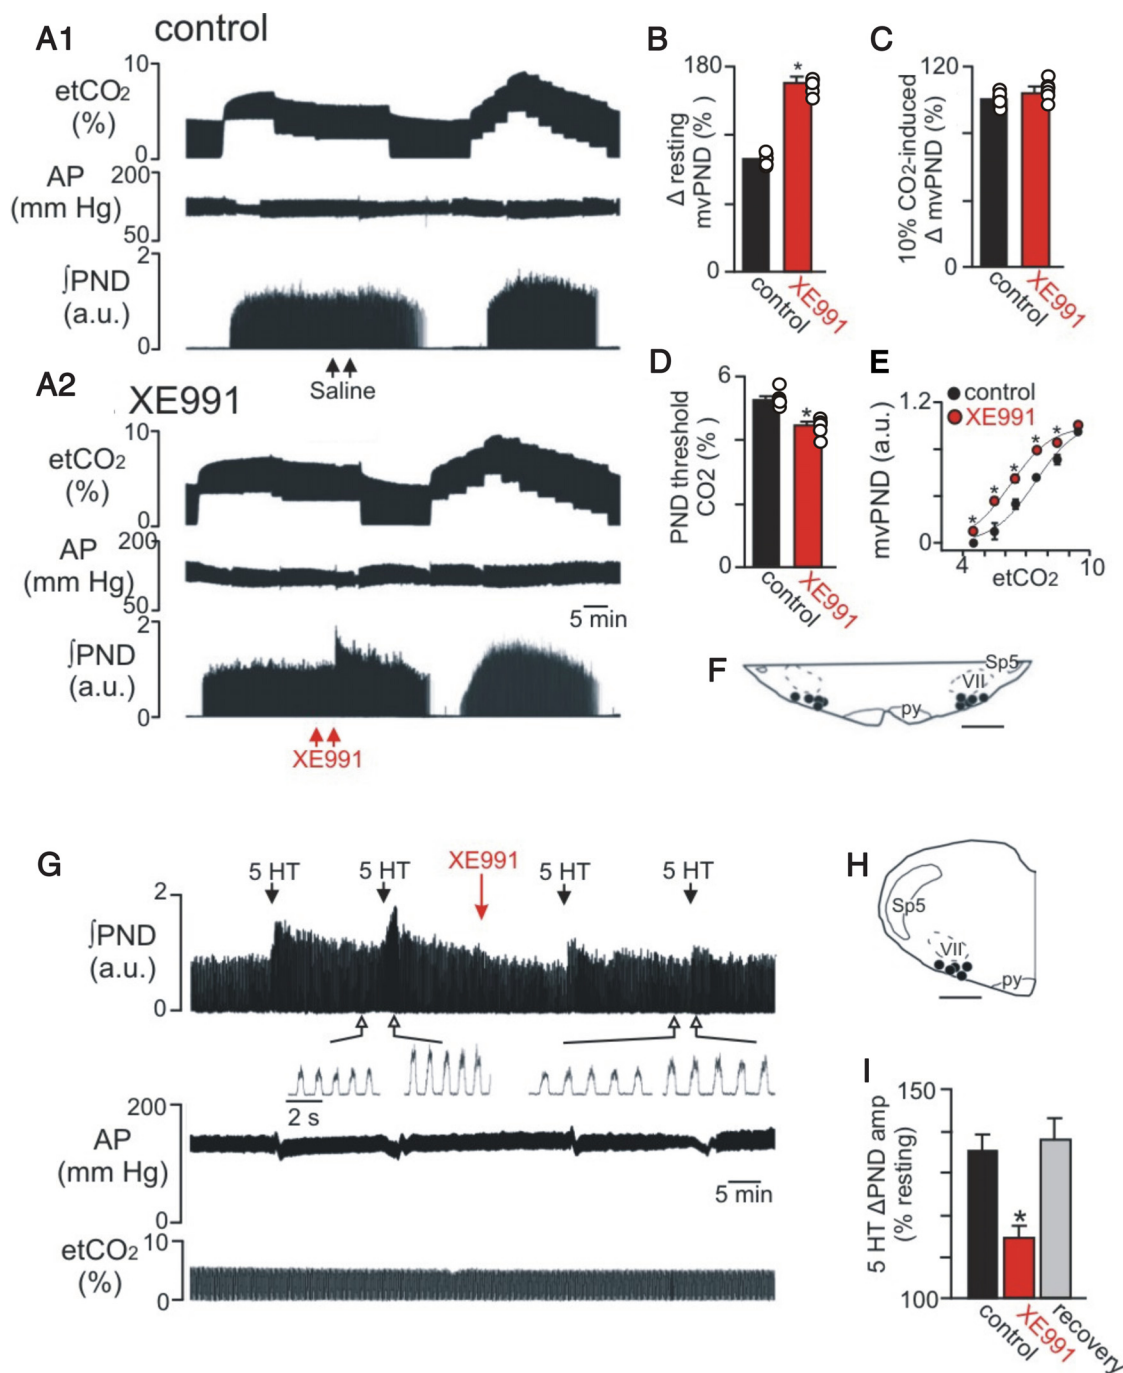 A1
control
10
etCO2
(%)
0
200
AP
(mm Hg)
50
2
∫PND
(a.u.)
0
Saline
A2
XE991
10
etCO2
(%)
0
200
AP
(mm Hg)
50
5 min
2
∫PND
(a.u.)
0
XE991
B
180
*
Δ resting
mvPND (% )
0
control
XE991
C
120
10% CO2-induced
Δ mvPND (%)
0
control
XE991
D
6
*
PND threshold
CO2 (% )
0
control
XE991
E
control
XE991
1.2
mvPND (a.u.)
0
* * * * *
4
10
etCO2
F
Sp5
VII
py
G
5 HT
5 HT
XE991
5 HT
5 HT
2
∫PND
(a.u.)
0
2 s
200
AP
(mm Hg)
0
5 min
10
etCO2
(%)
0
H
Sp5
VII
py
I
150
5 HT ΔPND amp
(% resting)
*
100
control
XE991
recovery